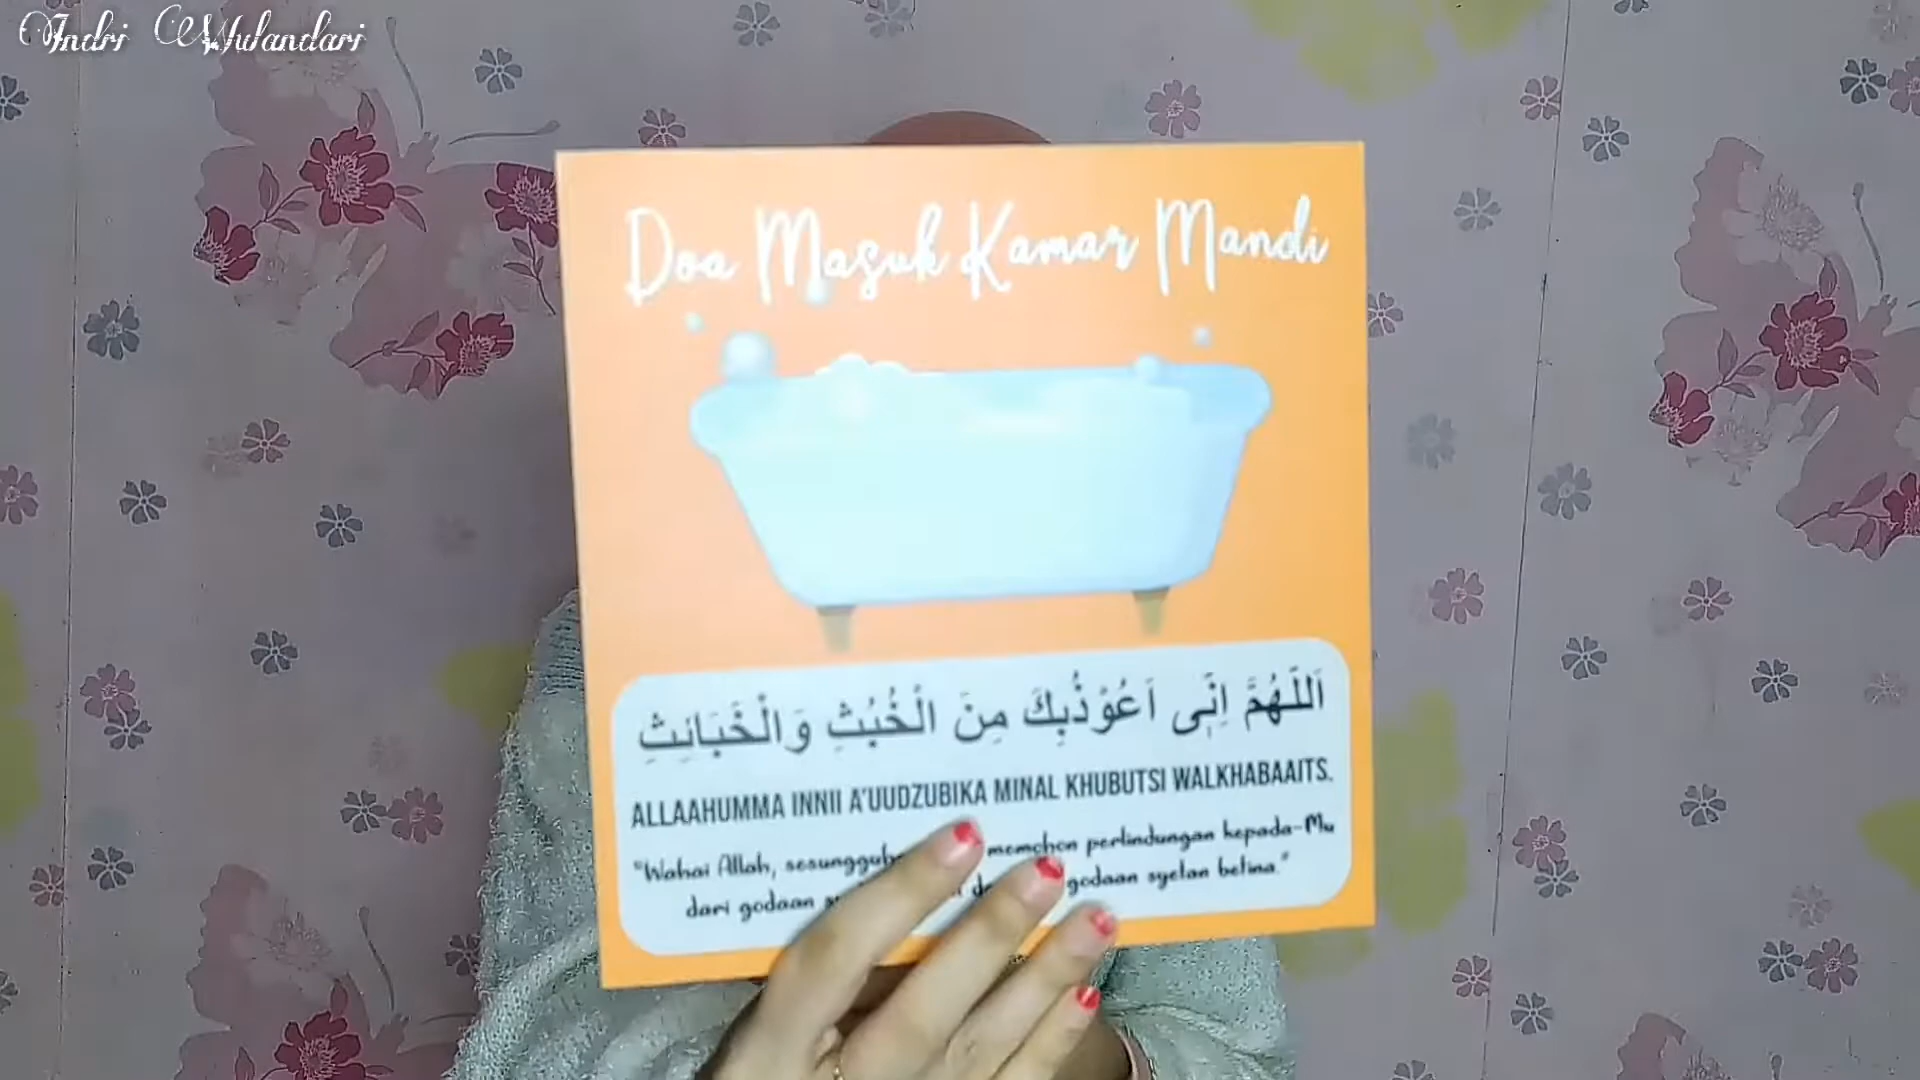 Indri Wulandari
Doa Masuk Kamar Mandi
اَللّٰهُمَّ اِنِّى اَعُوْذُبِكَ مِنَ الْخُبُثِ وَالْخَبَائِثِ
ALLAAHUMMA INNII A'UUDZUBIKA MINAL KHUBUTSI WALKHABAAITS.
"Wahai Allah, memohon perlindungan kepada-Mu
dari godaan godaan syetan betina."